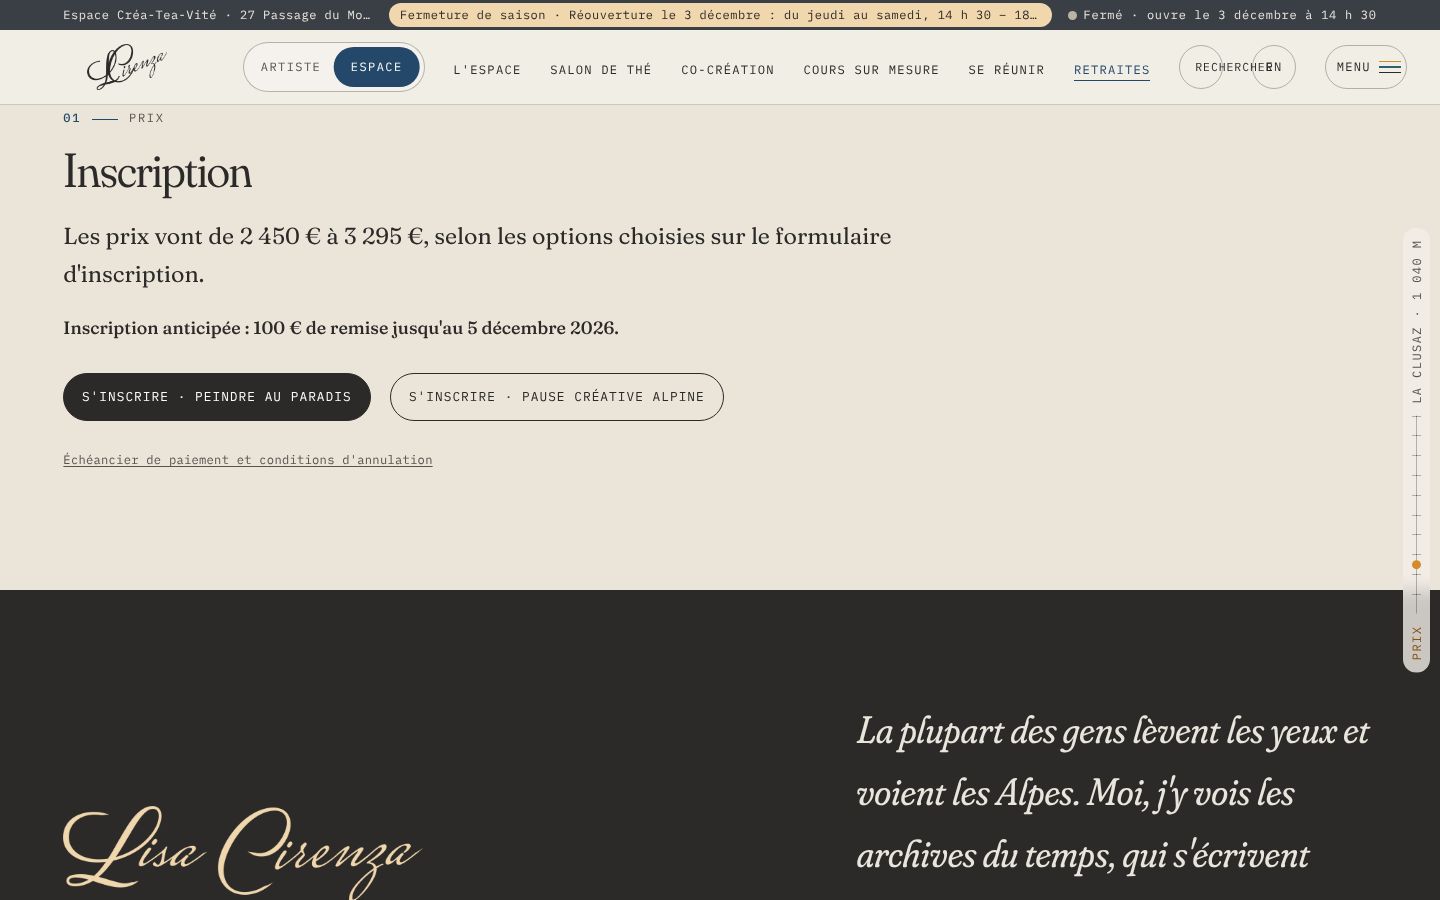 Espace Créa-Tea-Vité · 27 Passage du Mo…
Fermeture de saison · Réouverture le 3 décembre : du jeudi au samedi, 14 h 30 – 18…
Fermé · ouvre le 3 décembre à 14 h 30
Cirenza
ARTISTE
ESPACE
L'ESPACE
SALON DE THÉ
CO-CRÉATION
COURS SUR MESURE
SE RÉUNIR
RETRAITES
RECHERCHER
EN
MENU
01 PRIX
Inscription
Les prix vont de 2 450 € à 3 295 €, selon les options choisies sur le formulaire
d'inscription.
Inscription anticipée : 100 € de remise jusqu'au 5 décembre 2026.
S'INSCRIRE · PEINDRE AU PARADIS
S'INSCRIRE · PAUSE CRÉATIVE ALPINE
Échéancier de paiement et conditions d'annulation
LA CLUSAZ · 1 040 M
PRIX
La plupart des gens lèvent les yeux et
voient les Alpes. Moi, j'y vois les
archives du temps, qui s'écrivent
Lisa Cirenza